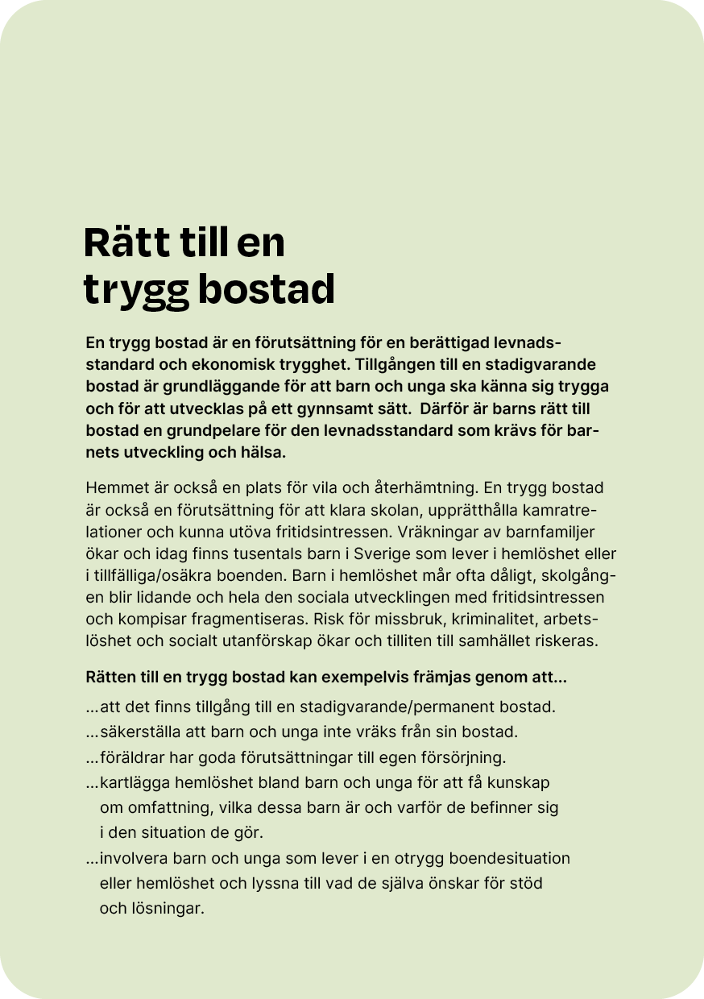 Rätt till en
trygg bostad
En trygg bostad är en förutsättning för en berättigad levnads-
standard och ekonomisk trygghet. Tillgången till en stadigvarande
bostad är grundläggande för att barn och unga ska känna sig trygga
och för att utvecklas på ett gynnsamt sätt.  Därför är barns rätt till
bostad en grundpelare för den levnadsstandard som krävs för bar-
nets utveckling och hälsa.
Hemmet är också en plats för vila och återhämtning. En trygg bostad
är också en förutsättning för att klara skolan, upprätthålla kamratre-
lationer och kunna utöva fritidsintressen. Vräkningar av barnfamiljer
ökar och idag finns tusentals barn i Sverige som lever i hemlöshet eller
i tillfälliga/osäkra boenden. Barn i hemlöshet mår ofta dåligt, skolgång-
en blir lidande och hela den sociala utvecklingen med fritidsintressen
och kompisar fragmentiseras. Risk för missbruk, kriminalitet, arbets-
löshet och socialt utanförskap ökar och tilliten till samhället riskeras.
Rätten till en trygg bostad kan exempelvis främjas genom att...
...att det finns tillgång till en stadigvarande/permanent bostad.
...säkerställa att barn och unga inte vräks från sin bostad.
...föräldrar har goda förutsättningar till egen försörjning.
...kartlägga hemlöshet bland barn och unga för att få kunskap
om omfattning, vilka dessa barn är och varför de befinner sig
i den situation de gör.
...involvera barn och unga som lever i en otrygg boendesituation
eller hemlöshet och lyssna till vad de själva önskar för stöd
och lösningar.